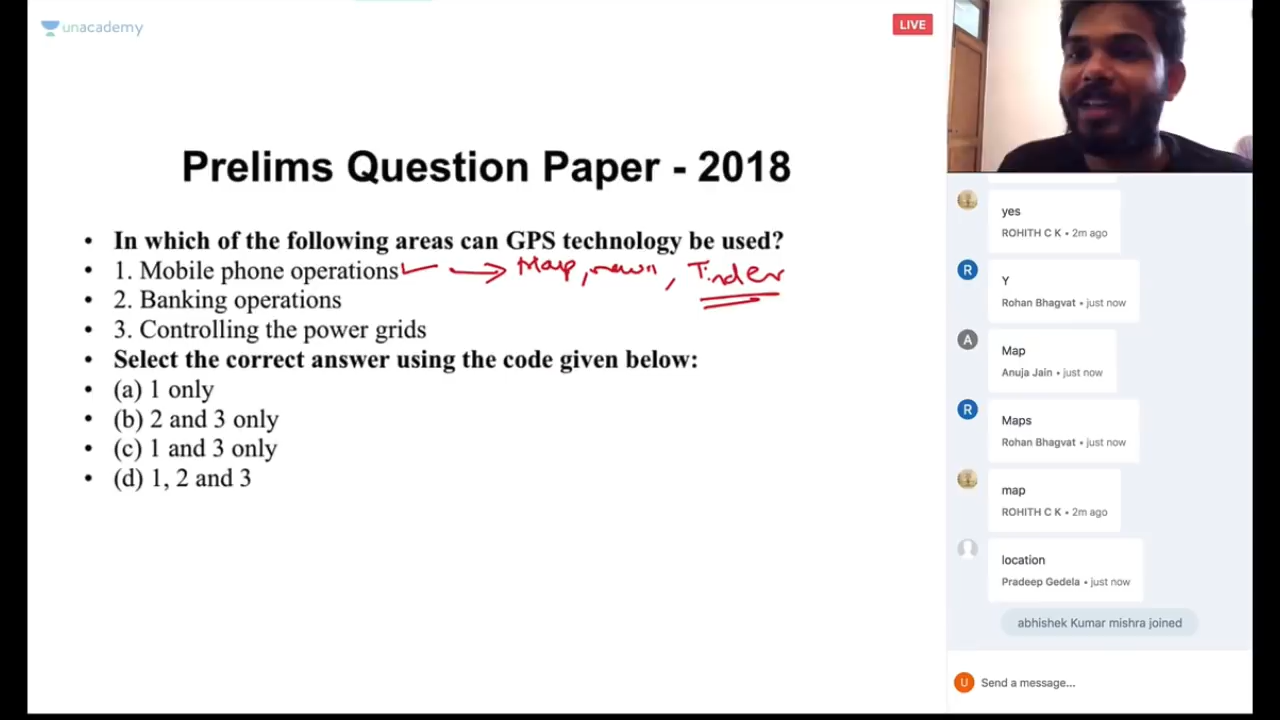 unacademy
LIVE
Prelims Question Paper - 2018
• In which of the following areas can GPS technology be used?
• 1. Mobile phone operations → Map, news, Tinder
• 2. Banking operations
• 3. Controlling the power grids
• Select the correct answer using the code given below:
• (a) 1 only
• (b) 2 and 3 only
• (c) 1 and 3 only
• (d) 1, 2 and 3
yes
ROHITH C K • 2m ago
R
Y
Rohan Bhagvat • just now
A
Map
Anuja Jain • just now
R
Maps
Rohan Bhagvat • just now
map
ROHITH C K • 2m ago
location
Pradeep Gedela • just now
abhishek Kumar mishra joined
U
Send a message...